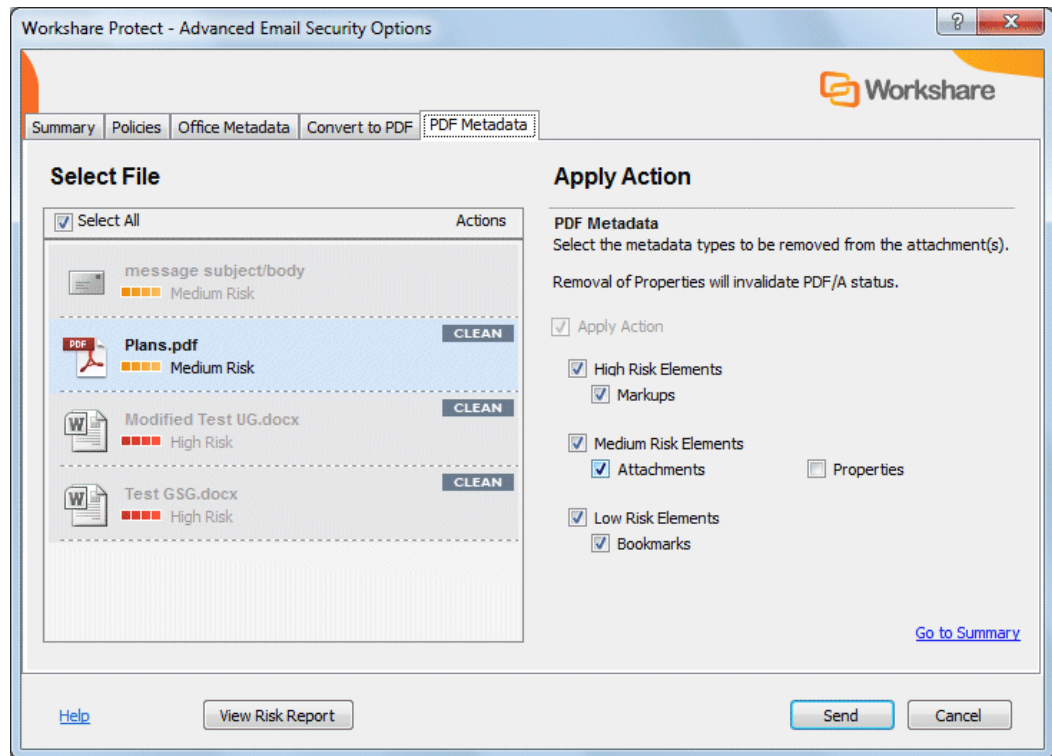 Workshare Protect - Advanced Email Security Options
Workshare
Summary Policies Office Metadata Convert to PDF PDF Metadata
Select File
Select All Actions
message subject/body
Medium Risk
CLEAN
PDF Plans.pdf
Medium Risk
CLEAN
W Modified Test UG.docx
High Risk
CLEAN
W Test GSG.docx
High Risk
Apply Action
PDF Metadata
Select the metadata types to be removed from the attachment(s).
Removal of Properties will invalidate PDF/A status.
Apply Action
High Risk Elements
Markups
Medium Risk Elements
Attachments Properties
Low Risk Elements
Bookmarks
Go to Summary
Help View Risk Report Send Cancel